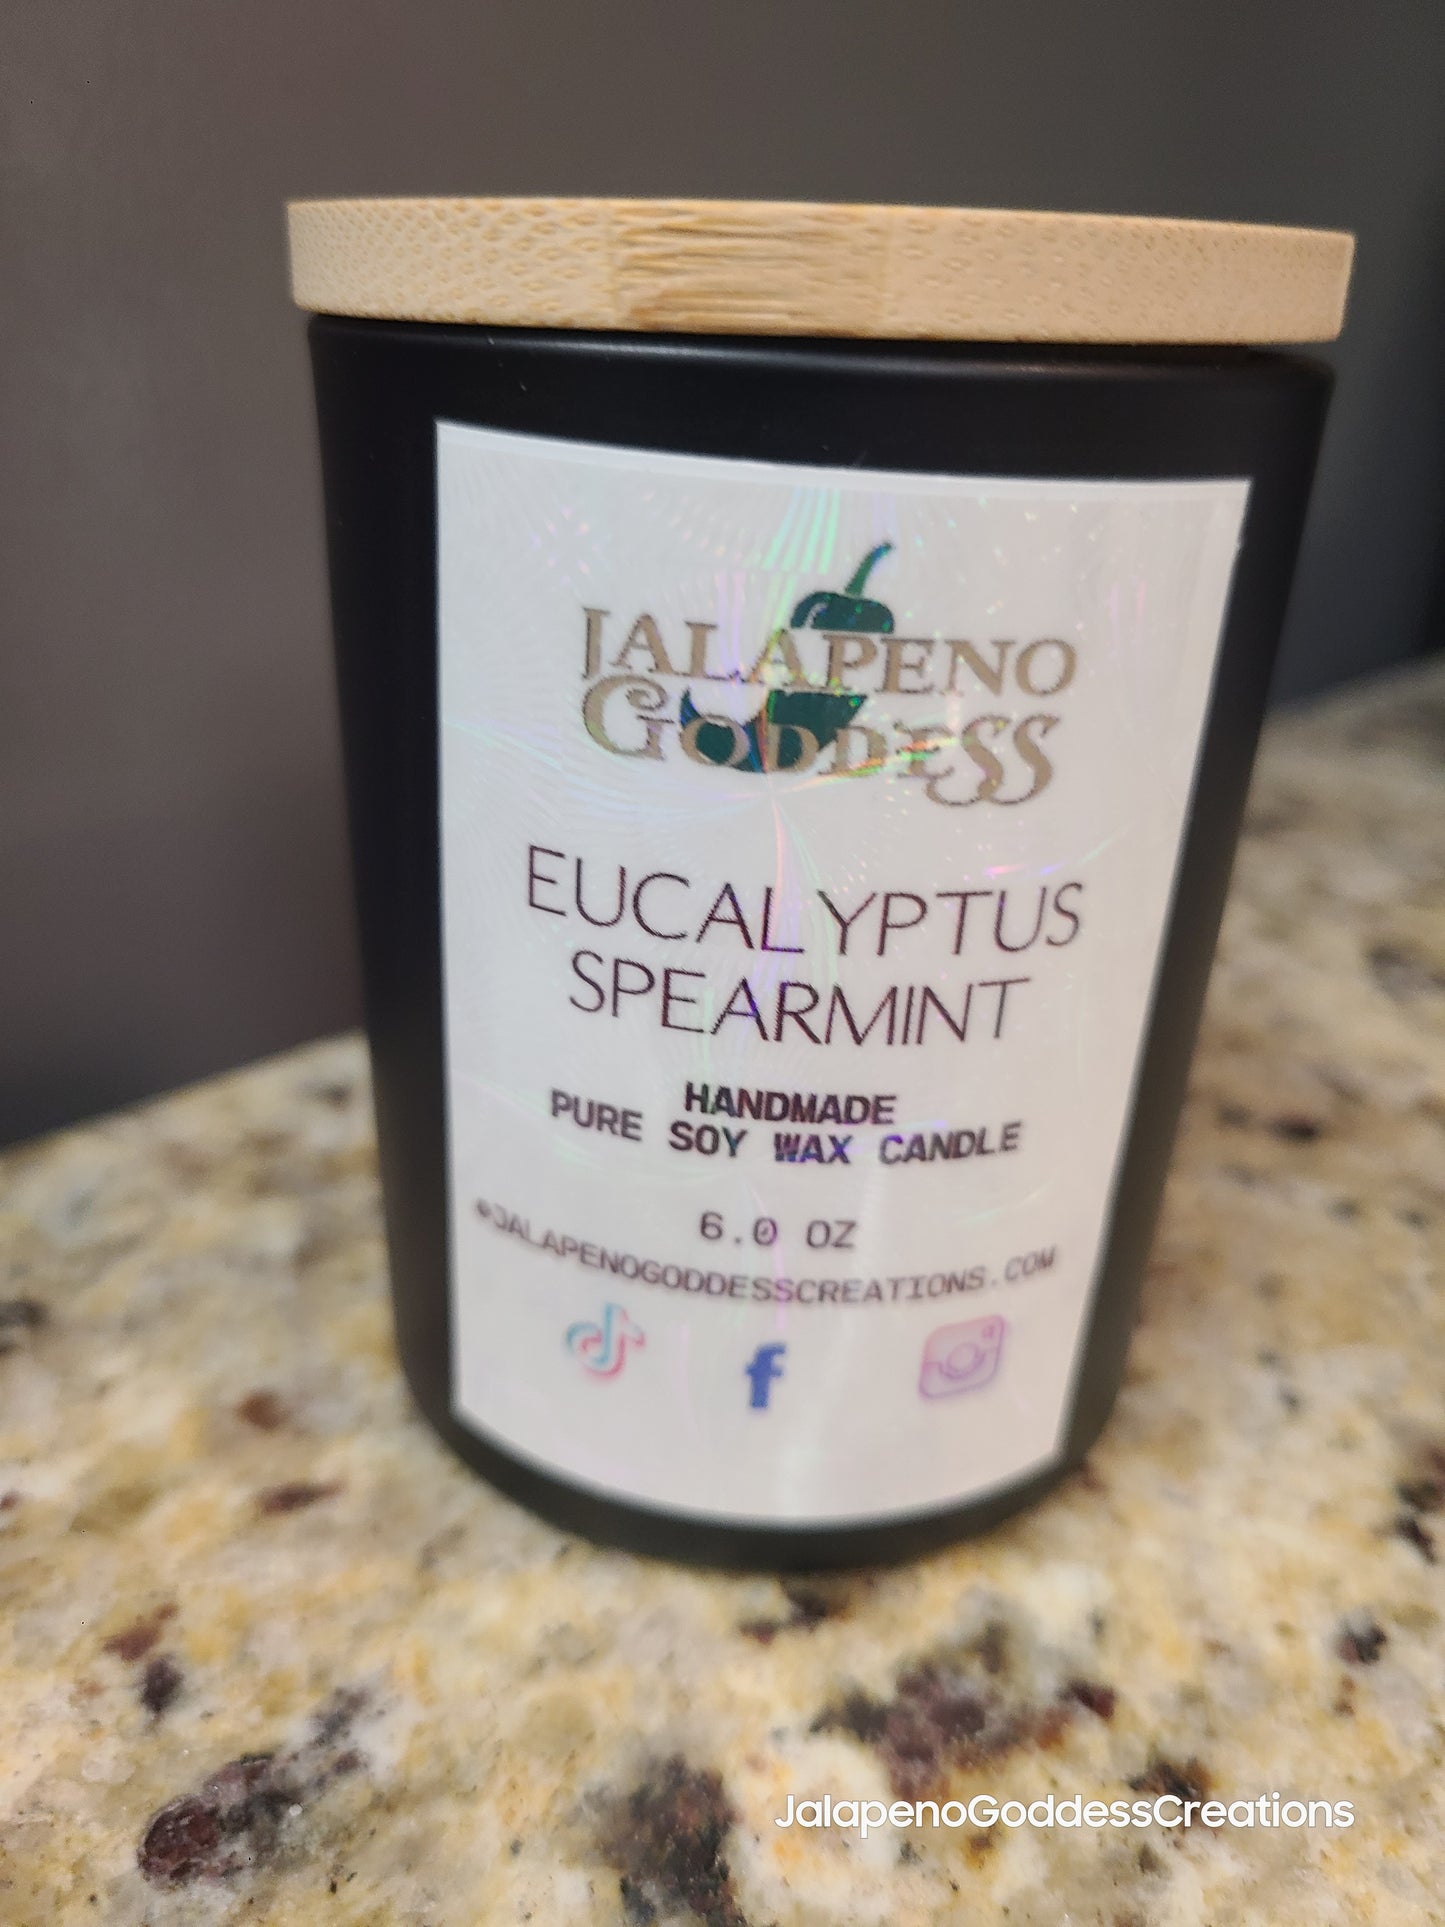 JALAPENO
GODDESS
EUCALYPTUS
SPEARMINT
HANDMADE
PURE SOY WAX CANDLE
6.0 OZ
@JALAPENOGODDESSCREATIONS.COM
JalapenoGoddessCreations